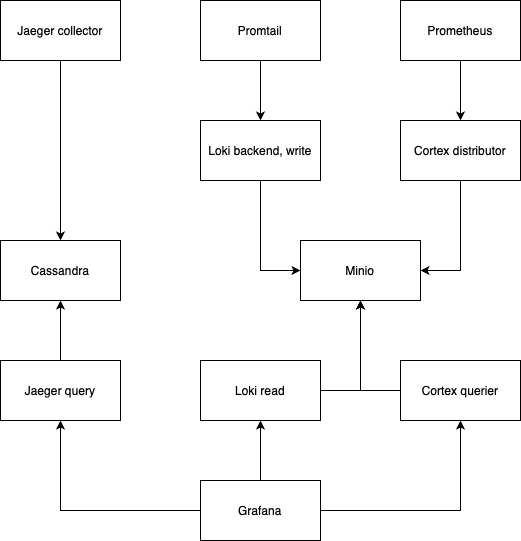 Jaeger collector
Promtail
Prometheus
Loki backend, write
Cortex distributor
Cassandra
Minio
Jaeger query
Loki read
Cortex querier
Grafana